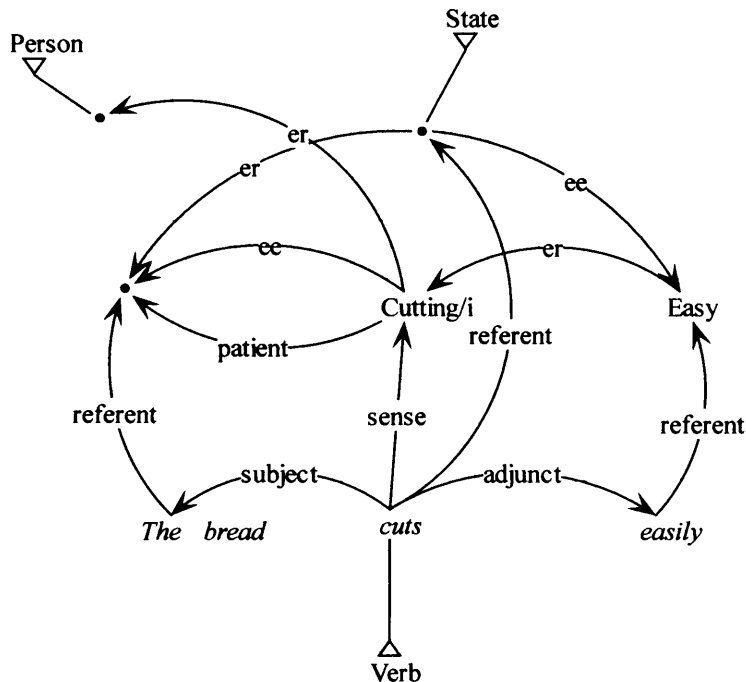 State
Person
er
er
ee
ee
er
Cutting/i
Easy
referent
patient
referent
sense
referent
subject
adjunct
The bread
cuts
easily
Verb